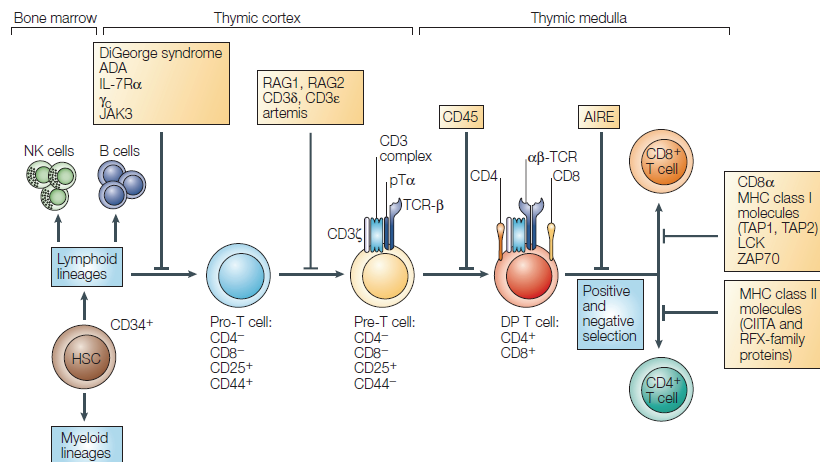 Bone marrow
Thymic cortex
Thymic medulla
DiGeorge syndrome
ADA
IL-7Rα
γc
JAK3
RAG1, RAG2
CD3δ, CD3ε
artemis
CD45
AIRE
NK cells
B cells
CD3
complex
pTα
TCR-β
CD3ζ
CD4
αβ-TCR
CD8
CD8+
T cell
CD8α
MHC class I
molecules
(TAP1, TAP2)
LCK
ZAP70
Lymphoid
lineages
CD34+
HSC
Myeloid
lineages
Pro-T cell:
CD4–
CD8–
CD25+
CD44+
Pre-T cell:
CD4–
CD8–
CD25+
CD44–
DP T cell:
CD4+
CD8+
Positive
and
negative
selection
MHC class II
molecules
(CIITA and
RFX-family
proteins)
CD4+
T cell